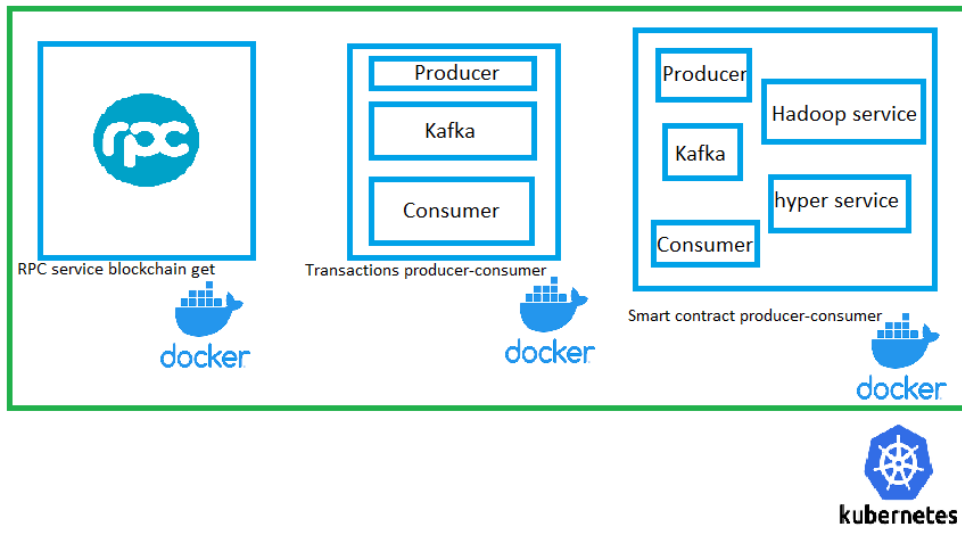 rpc
RPC service blockchain get
docker
Producer
Kafka
Consumer
Transactions producer-consumer
docker
Producer
Hadoop service
Kafka
hyper service
Consumer
Smart contract producer-consumer
docker
kubernetes